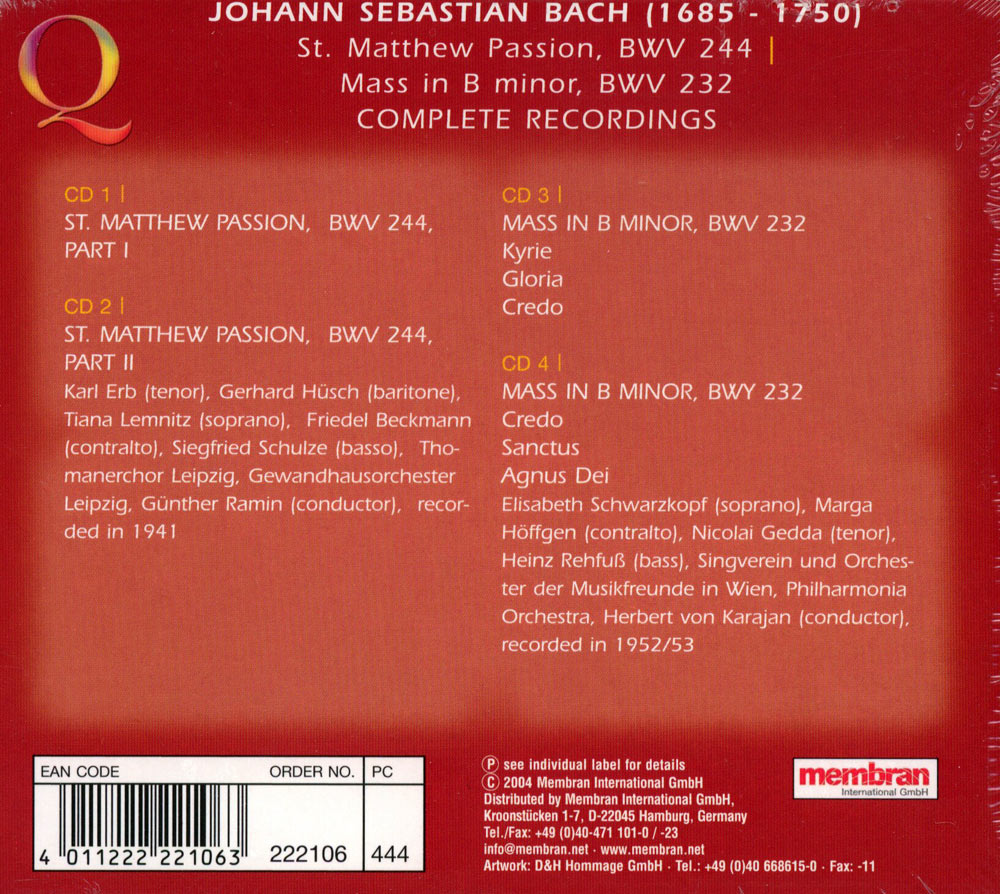 JOHANN SEBASTIAN BACH (1685 - 1750)
St. Matthew Passion, BWV 244 |
Mass in B minor, BWV 232
COMPLETE RECORDINGS
Q
CD 1 |
ST. MATTHEW PASSION, BWV 244,
PART I
CD 2 |
ST. MATTHEW PASSION, BWV 244,
PART II
Karl Erb (tenor), Gerhard Hüsch (baritone),
Tiana Lemnitz (soprano), Friedel Beckmann
(contralto), Siegfried Schulze (basso), Tho-
manerchor Leipzig, Gewandhausorchester
Leipzig, Günther Ramin (conductor), recor-
ded in 1941
CD 3 |
MASS IN B MINOR, BWV 232
Kyrie
Gloria
Credo
CD 4 |
MASS IN B MINOR, BWY 232
Credo
Sanctus
Agnus Dei
Elisabeth Schwarzkopf (soprano), Marga
Höffgen (contralto), Nicolai Gedda (tenor),
Heinz Rehfuß (bass), Singverein und Orches-
ter der Musikfreunde in Wien, Philharmonia
Orchestra, Herbert von Karajan (conductor),
recorded in 1952/53
EAN CODE ORDER NO. PC
4 011222 221063 222106 444
Ⓟ see individual label for details
© 2004 Membran International GmbH
Distributed by Membran International GmbH,
Kroonstücken 1-7, D-22045 Hamburg, Germany
Tel./Fax: +49 (0)40-471 101-0 / -23
info@membran.net · www.membran.net
Artwork: D&H Hommage GmbH · Tel.: +49 (0)40 668615-0 · Fax: -11
membran
International GmbH